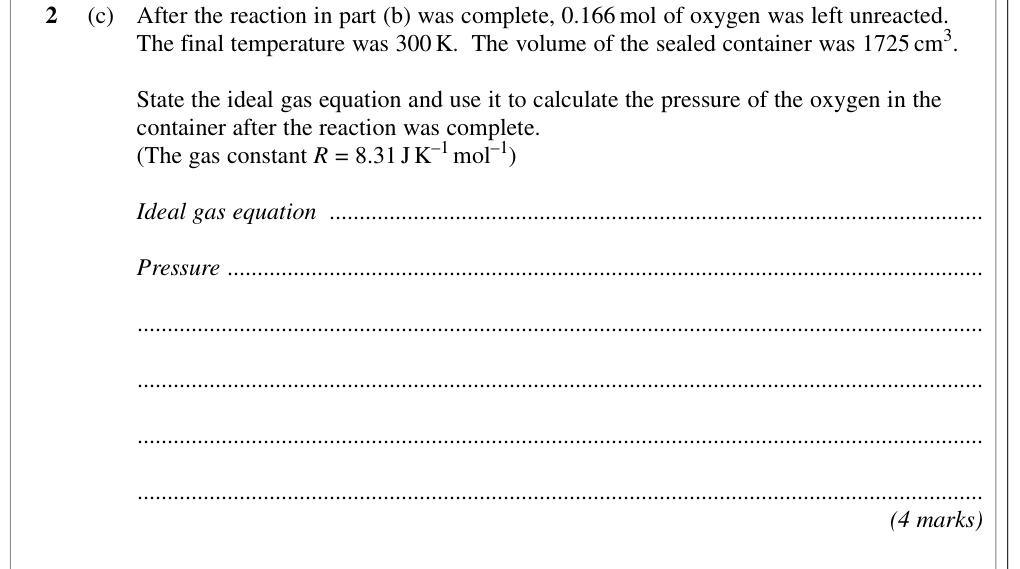 2 (c) After the reaction in part (b) was complete, 0.166 mol of oxygen was left unreacted.
The final temperature was 300 K. The volume of the sealed container was 1725 cm³.
State the ideal gas equation and use it to calculate the pressure of the oxygen in the
container after the reaction was complete.
(The gas constant R = 8.31 J K⁻¹ mol⁻¹)
Ideal gas equation ..............................................................................................................
Pressure ................................................................................................................................
................................................................................................................................................
................................................................................................................................................
................................................................................................................................................
................................................................................................................................................
(4 marks)